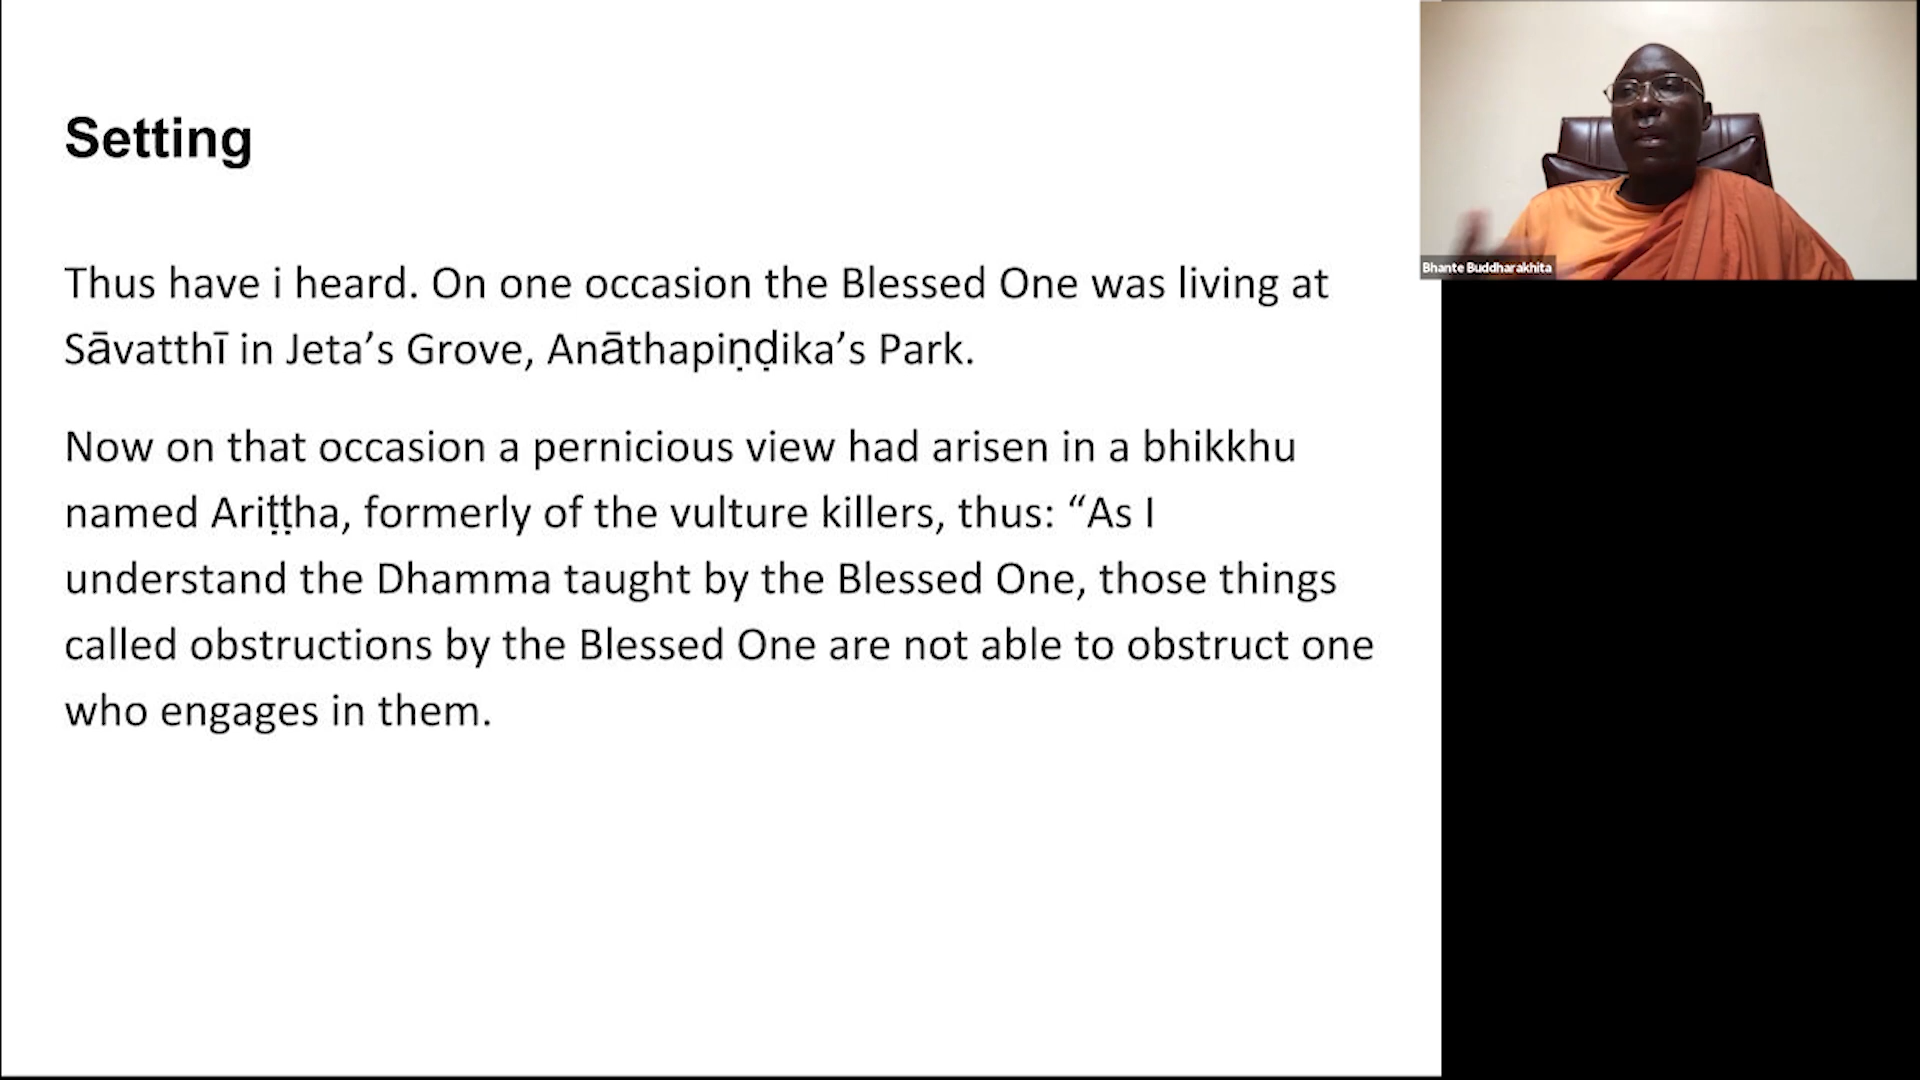 Setting
Thus have i heard. On one occasion the Blessed One was living at
Sāvatthī in Jeta’s Grove, Anāthapiṇḍika’s Park.
Now on that occasion a pernicious view had arisen in a bhikkhu
named Ariṭṭha, formerly of the vulture killers, thus: “As I
understand the Dhamma taught by the Blessed One, those things
called obstructions by the Blessed One are not able to obstruct one
who engages in them.
Bhante Buddharakhita